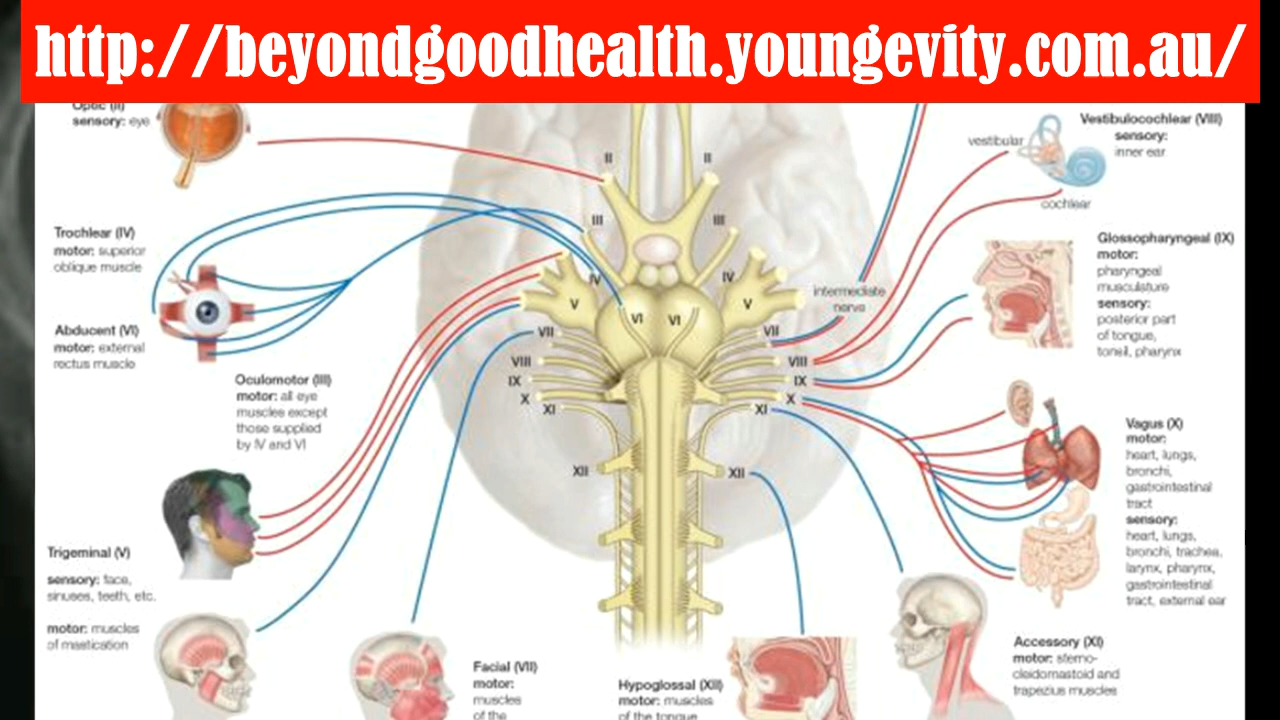 http://beyondgoodhealth.youngevity.com.au/
Optic (II)
sensory: eye
Trochlear (IV)
motor: superior
oblique muscle
Abducent (VI)
motor: external
rectus muscle
Oculomotor (III)
motor: all eye
muscles except
those supplied
by IV and VI
Trigeminal (V)
sensory: face,
sinuses, teeth, etc.
motor: muscles
of mastication
Facial (VII)
motor:
muscles
of the
Hypoglossal (XII)
motor: muscles
of the tongue
II
II
III
III
IV
IV
V
V
VI
VI
VII
VII
VIII
VIII
IX
IX
X
X
XI
XI
XII
XII
intermediate
nerve
vestibular
cochlear
Vestibulocochlear (VIII)
sensory:
inner ear
Glossopharyngeal (IX)
motor:
pharyngeal
musculature
sensory:
posterior part
of tongue,
tonsil, pharynx
Vagus (X)
motor:
heart, lungs,
bronchi,
gastrointestinal
tract
sensory:
heart, lungs,
bronchi, trachea,
larynx, pharynx,
gastrointestinal
tract, external ear
Accessory (XI)
motor: sterno-
cleidomastoid and
trapezius muscles